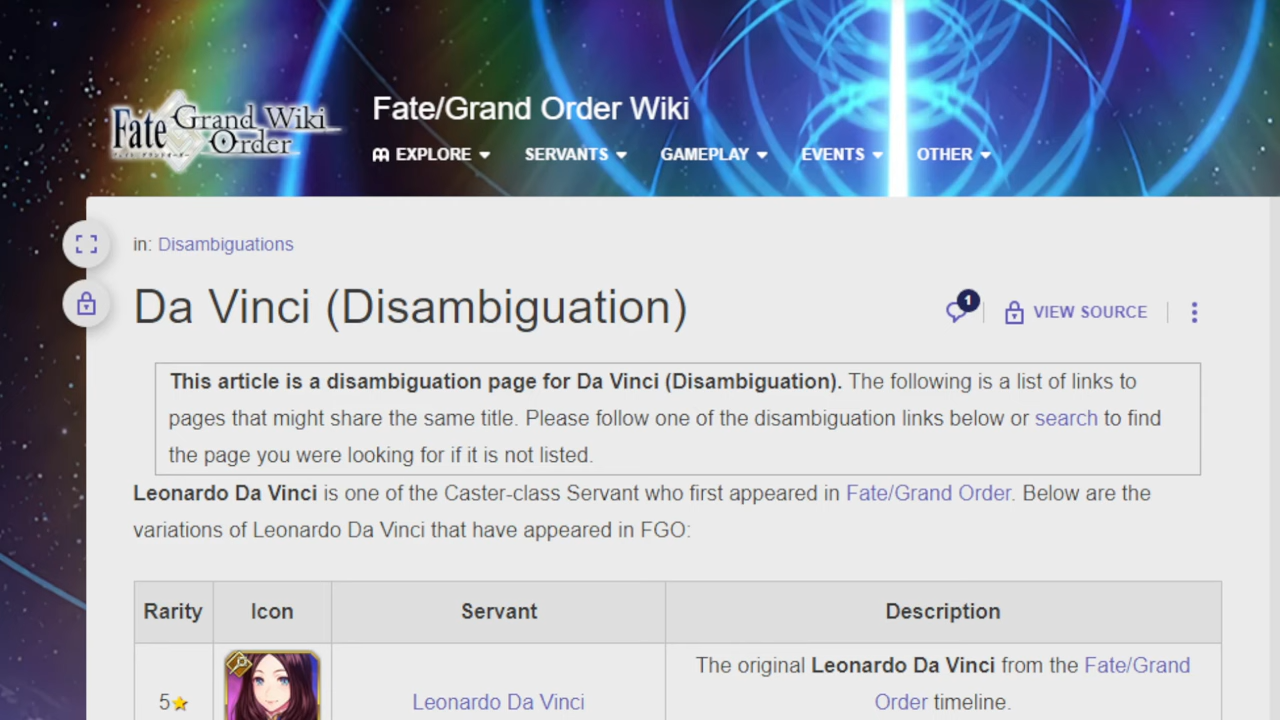 Fate/Grand Order Wiki
Fate Grand Wiki
Order
EXPLORE SERVANTS GAMEPLAY EVENTS OTHER
in: Disambiguations
Da Vinci (Disambiguation)
1
VIEW SOURCE
This article is a disambiguation page for Da Vinci (Disambiguation). The following is a list of links to
pages that might share the same title. Please follow one of the disambiguation links below or search to find
the page you were looking for if it is not listed.
Leonardo Da Vinci is one of the Caster-class Servant who first appeared in Fate/Grand Order. Below are the
variations of Leonardo Da Vinci that have appeared in FGO:
Rarity Icon Servant Description
The original Leonardo Da Vinci from the Fate/Grand
5 Leonardo Da Vinci Order timeline.